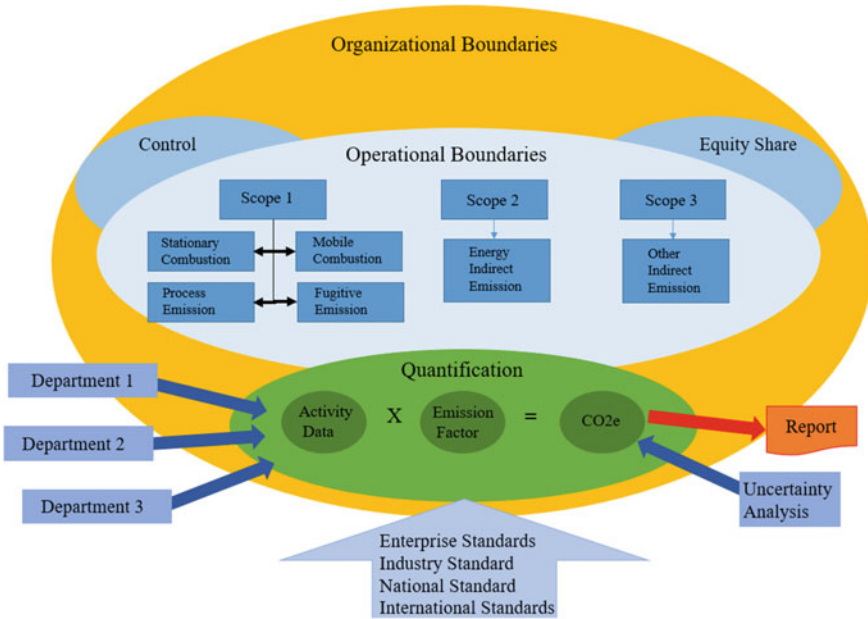 Organizational Boundaries
Control
Equity Share
Operational Boundaries
Scope 1
Scope 2
Scope 3
Stationary
Combustion
Mobile
Combustion
Energy
Indirect
Emission
Other
Indirect
Emission
Process
Emission
Fugitive
Emission
Quantification
Department 1
Department 2
Department 3
Activity
Data
X
Emission
Factor
=
CO2e
Report
Uncertainty
Analysis
Enterprise Standards
Industry Standard
National Standard
International Standards